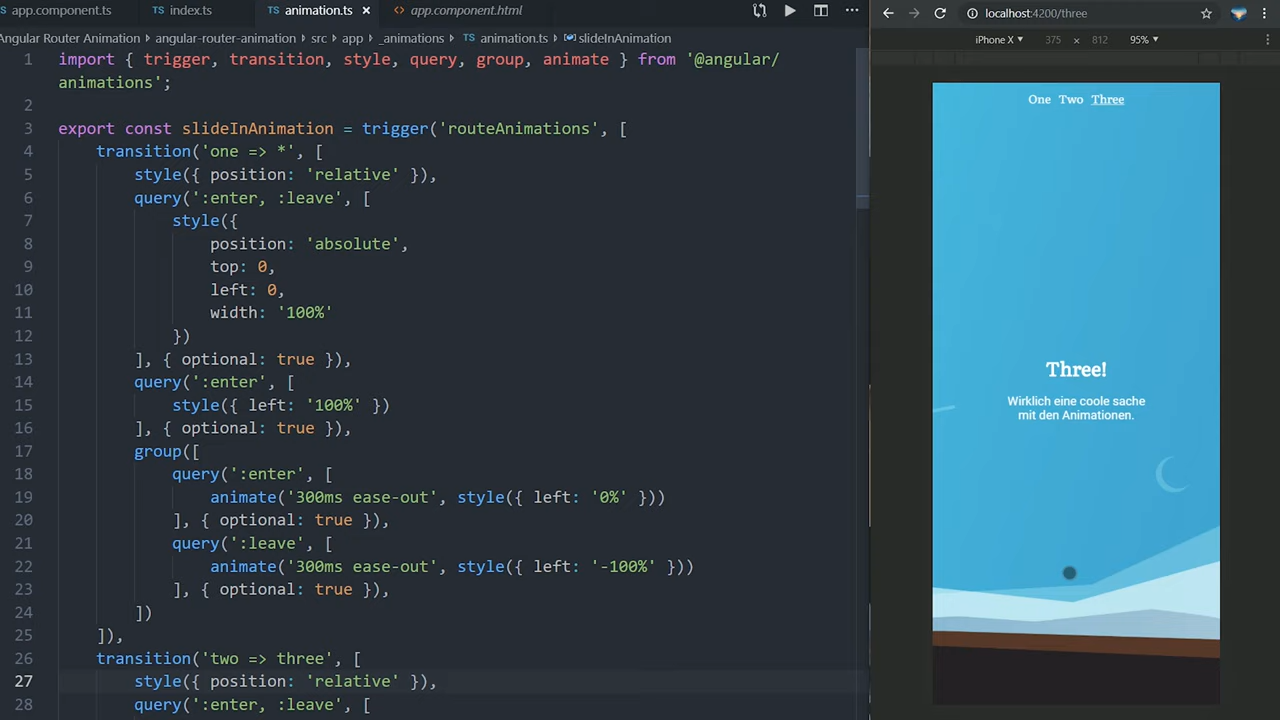 app.component.ts
index.ts
animation.ts
app.component.html
Angular Router Animation
angular-router-animation
src
app
_animations
animation.ts
slideInAnimation
1 import { trigger, transition, style, query, group, animate } from '@angular/
animations';
2
3 export const slideInAnimation = trigger('routeAnimations', [
4 transition('one => *', [
5 style({ position: 'relative' }),
6 query(':enter, :leave', [
7 style({
8 position: 'absolute',
9 top: 0,
10 left: 0,
11 width: '100%'
12 })
13 ], { optional: true }),
14 query(':enter', [
15 style({ left: '100%' })
16 ], { optional: true }),
17 group([
18 query(':enter', [
19 animate('300ms ease-out', style({ left: '0%' }))
20 ], { optional: true }),
21 query(':leave', [
22 animate('300ms ease-out', style({ left: '-100%' }))
23 ], { optional: true }),
24 ])
25 ]),
26 transition('two => three', [
27 style({ position: 'relative' }),
28 query(':enter, :leave', [
localhost:4200/three
iPhone X 375 × 812 95%
One Two Three
Three!
Wirklich eine coole sache
mit den Animationen.